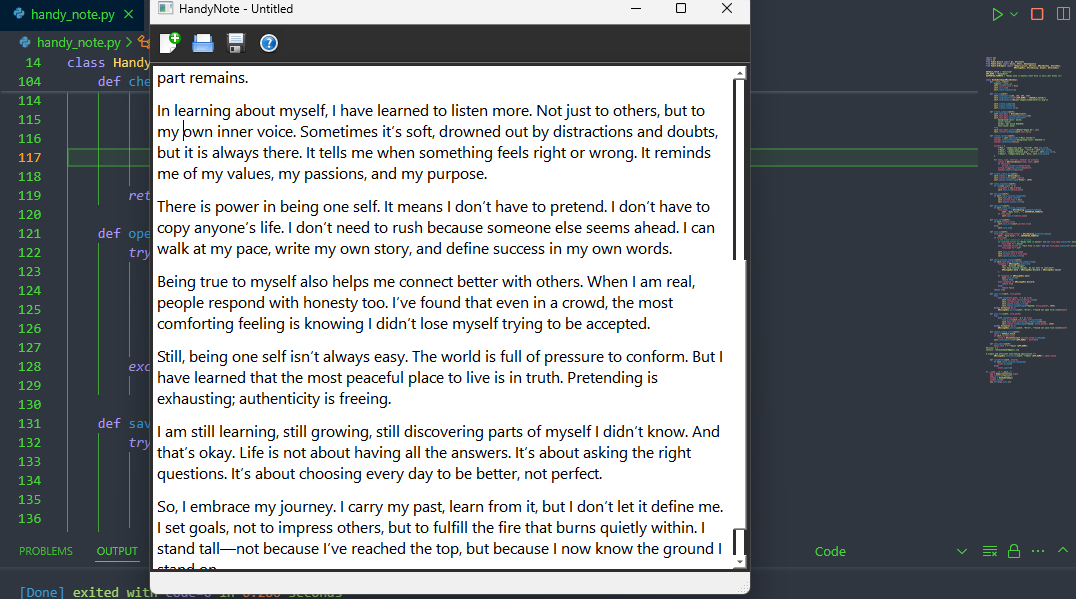 handy_note.py
HandyNote - Untitled
handy_note.py >
14 class Handy
104 def che
114
115
116
117
118
119 ret
120
121 def ope
122 try
123
124
125
126
127
128 exc
129
130
131 def sav
132 try
133
134
135
136
part remains.
In learning about myself, I have learned to listen more. Not just to others, but to
my own inner voice. Sometimes it’s soft, drowned out by distractions and doubts,
but it is always there. It tells me when something feels right or wrong. It reminds
me of my values, my passions, and my purpose.
There is power in being one self. It means I don’t have to pretend. I don’t have to
copy anyone’s life. I don’t need to rush because someone else seems ahead. I can
walk at my pace, write my own story, and define success in my own words.
Being true to myself also helps me connect better with others. When I am real,
people respond with honesty too. I’ve found that even in a crowd, the most
comforting feeling is knowing I didn’t lose myself trying to be accepted.
Still, being one self isn’t always easy. The world is full of pressure to conform. But I
have learned that the most peaceful place to live is in truth. Pretending is
exhausting; authenticity is freeing.
I am still learning, still growing, still discovering parts of myself I didn’t know. And
that’s okay. Life is not about having all the answers. It’s about asking the right
questions. It’s about choosing every day to be better, not perfect.
So, I embrace my journey. I carry my past, learn from it, but I don’t let it define me.
I set goals, not to impress others, but to fulfill the fire that burns quietly within. I
stand tall—not because I’ve reached the top, but because I now know the ground I
stand on.
PROBLEMS OUTPUT
Code
[Done] exited with code=0 in 0.280 seconds